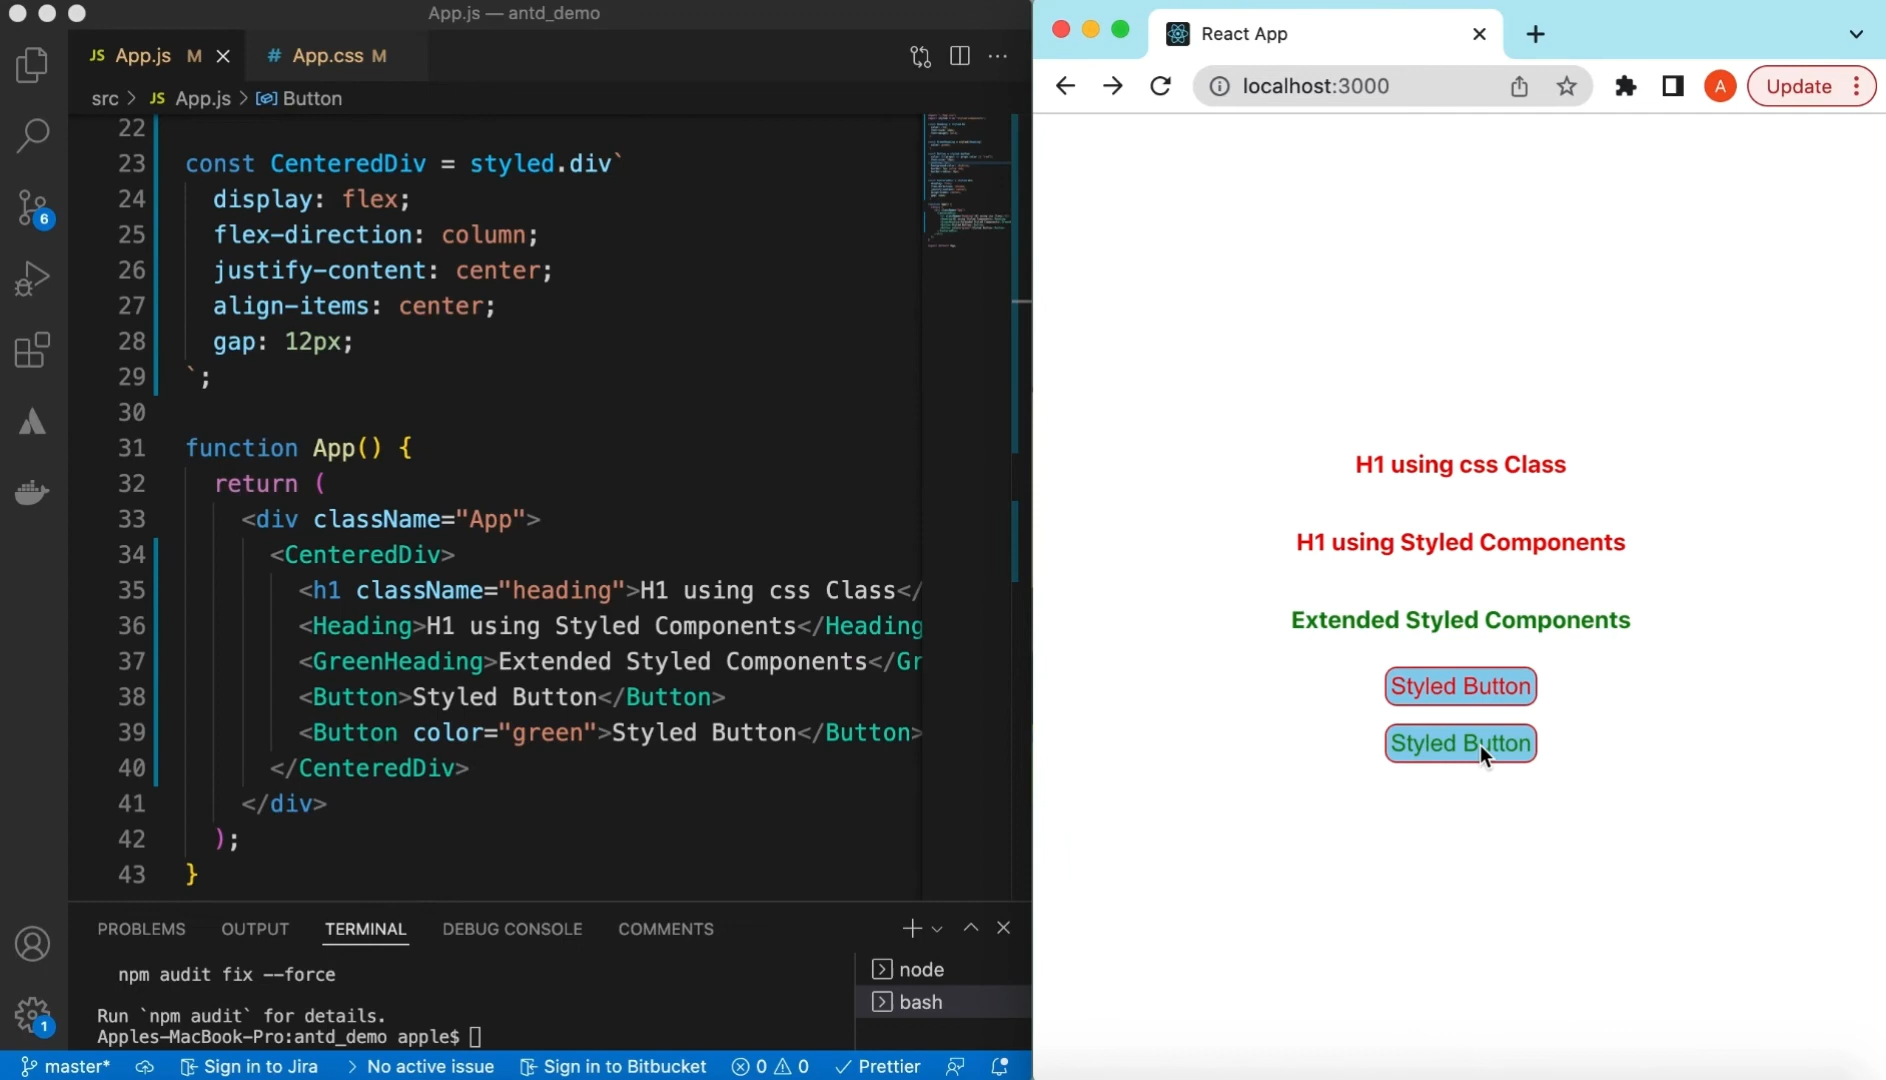 App.js — antd_demo
JS App.js M
# App.css M
src > JS App.js > Button
22
23 const CenteredDiv = styled.div`
24 display: flex;
25 flex-direction: column;
26 justify-content: center;
27 align-items: center;
28 gap: 12px;
29 `;
30
31 function App() {
32 return (
33 <div className="App">
34 <CenteredDiv>
35 <h1 className="heading">H1 using css Class</
36 <Heading>H1 using Styled Components</Heading
37 <GreenHeading>Extended Styled Components</Gr
38 <Button>Styled Button</Button>
39 <Button color="green">Styled Button</Button>
40 </CenteredDiv>
41 </div>
42 );
43 }
6
1
PROBLEMS OUTPUT TERMINAL DEBUG CONSOLE COMMENTS
npm audit fix --force
Run `npm audit` for details.
Apples-MacBook-Pro:antd_demo apple$
node
bash
master* Sign in to Jira > No active issue Sign in to Bitbucket 0 0 Prettier
React App
localhost:3000
A
Update
H1 using css Class
H1 using Styled Components
Extended Styled Components
Styled Button
Styled Button